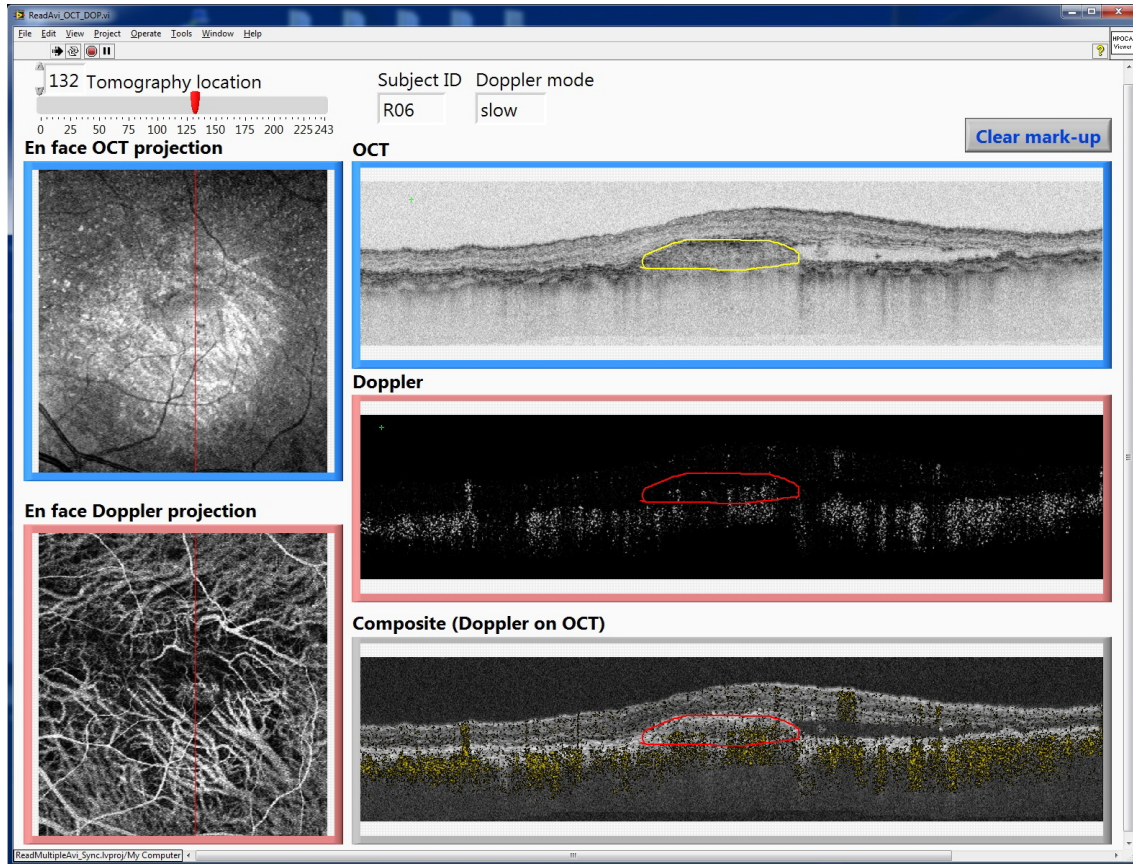 ReadAvi_OCT_DOP.vi
File Edit View Project Operate Tools Window Help
HPOCA
Viewer
132 Tomography location
0 25 50 75 100 125 150 175 200 225 243
Subject ID Doppler mode
R06 slow
Clear mark-up
En face OCT projection
OCT
Doppler
En face Doppler projection
Composite (Doppler on OCT)
ReadMultipleAvi_Sync.lvproj/My Computer